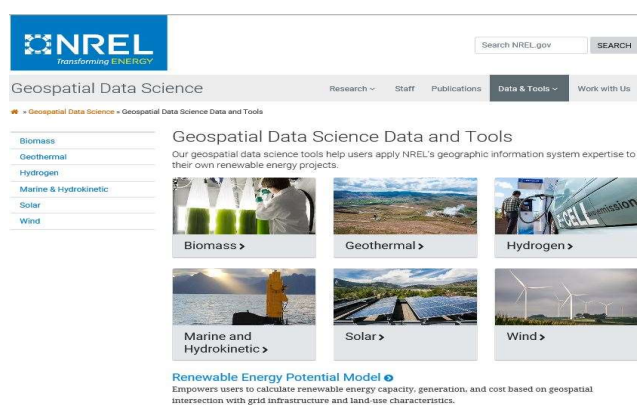 NREL
Transforming ENERGY
Search NREL.gov SEARCH
Geospatial Data Science
Research Staff Publications Data & Tools Work with Us
» Geospatial Data Science » Geospatial Data Science Data and Tools
Biomass
Geothermal
Hydrogen
Marine & Hydrokinetic
Solar
Wind
Geospatial Data Science Data and Tools
Our geospatial data science tools help users apply NREL's geographic information system expertise to
their own renewable energy projects.
Biomass >
Geothermal >
Hydrogen >
CELL emission
Marine and
Hydrokinetic >
Solar >
Wind >
Renewable Energy Potential Model
Empowers users to calculate renewable energy capacity, generation, and cost based on geospatial
intersection with grid infrastructure and land-use characteristics.